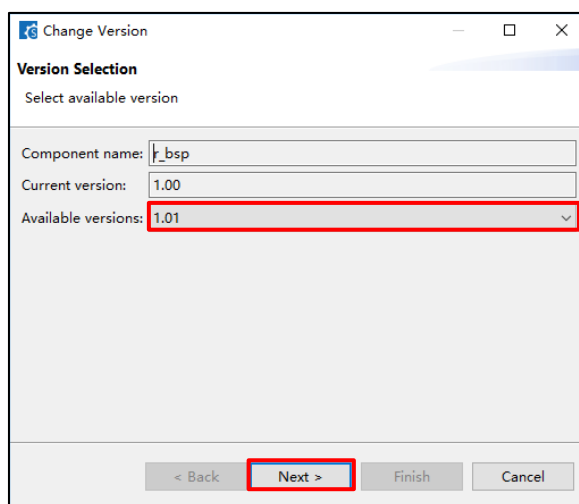 Change Version
Version Selection
Select available version
Component name: r_bsp
Current version: 1.00
Available versions: 1.01
< Back Next > Finish Cancel